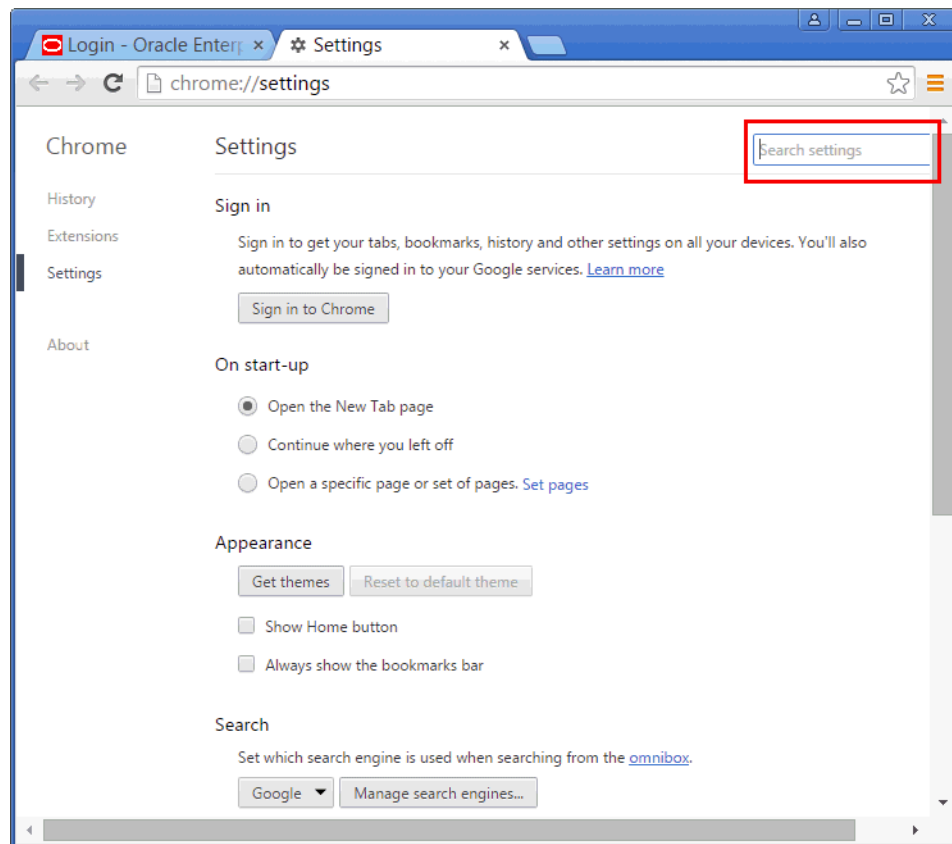 Login - Oracle Enterp
Settings
chrome://settings
Chrome
Settings
Search settings
History
Extensions
Settings
About
Sign in
Sign in to get your tabs, bookmarks, history and other settings on all your devices. You'll also
automatically be signed in to your Google services. Learn more
Sign in to Chrome
On start-up
Open the New Tab page
Continue where you left off
Open a specific page or set of pages. Set pages
Appearance
Get themes Reset to default theme
Show Home button
Always show the bookmarks bar
Search
Set which search engine is used when searching from the omnibox.
Google Manage search engines...